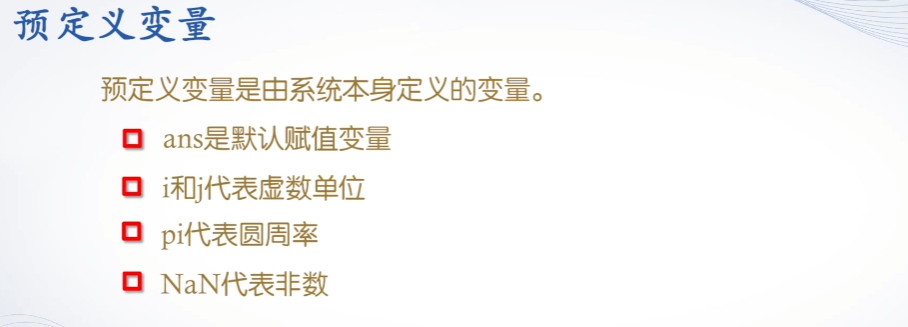 预定义变量
预定义变量是由系统本身定义的变量。
ans是默认赋值变量
i和j代表虚数单位
pi代表圆周率
NaN代表非数